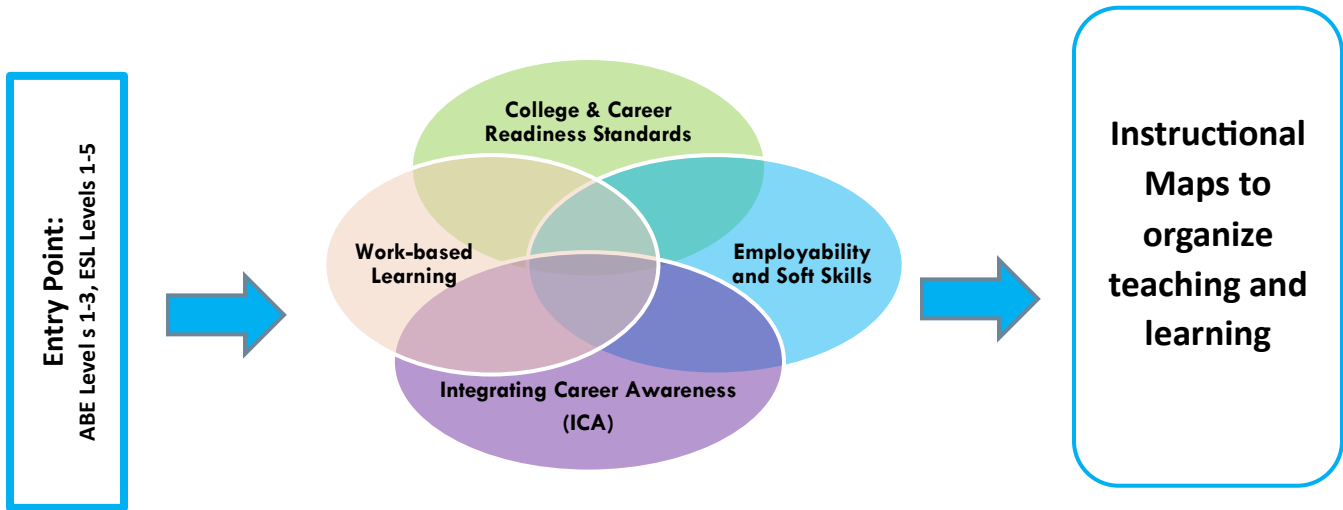 Entry Point:
ABE Level s 1-3, ESL Levels 1-5
College & Career
Readiness Standards
Work-based
Learning
Employability
and Soft Skills
Integrating Career Awareness
(ICA)
Instructional
Maps to
organize
teaching and
learning